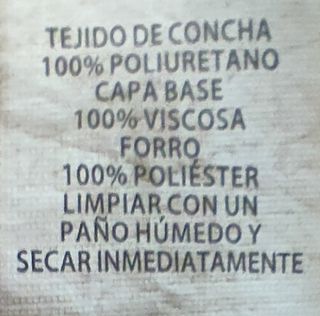 TEJIDO DE CONCHA
100% POLIURETANO
CAPA BASE
100% VISCOSA
FORRO
100% POLIÉSTER
LIMPIAR CON UN
PAÑO HÚMEDO Y
SECAR INMEDIATAMENTE